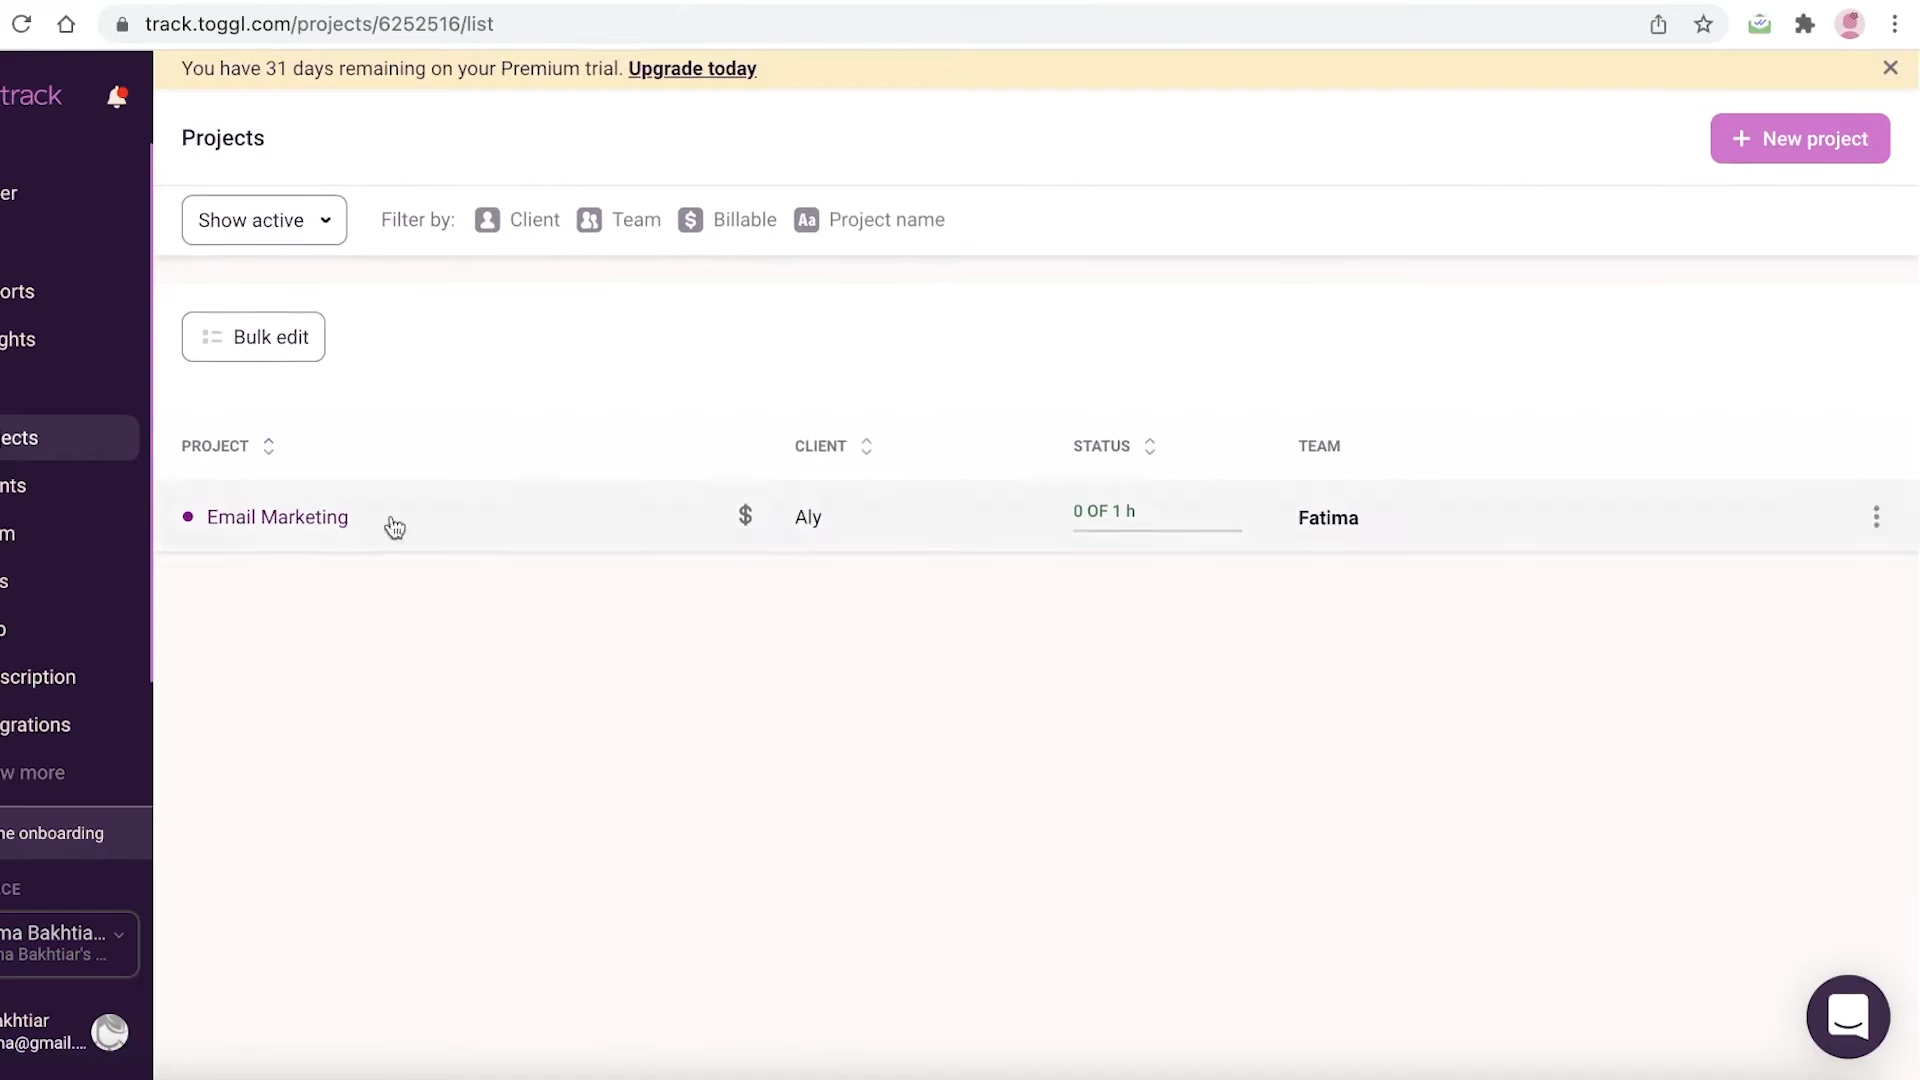 track.toggl.com/projects/6252516/list
You have 31 days remaining on your Premium trial. Upgrade today
track
Projects
+ New project
er
Show active
Filter by: Client Team $ Billable Aa Project name
orts
ghts
Bulk edit
ects
PROJECT CLIENT STATUS TEAM
nts
Email Marketing $ Aly 0 OF 1 h Fatima
m
s
p
scription
grations
w more
ne onboarding
CE
ma Bakhtia...
na Bakhtiar's ...
akhtiar
na@gmail....